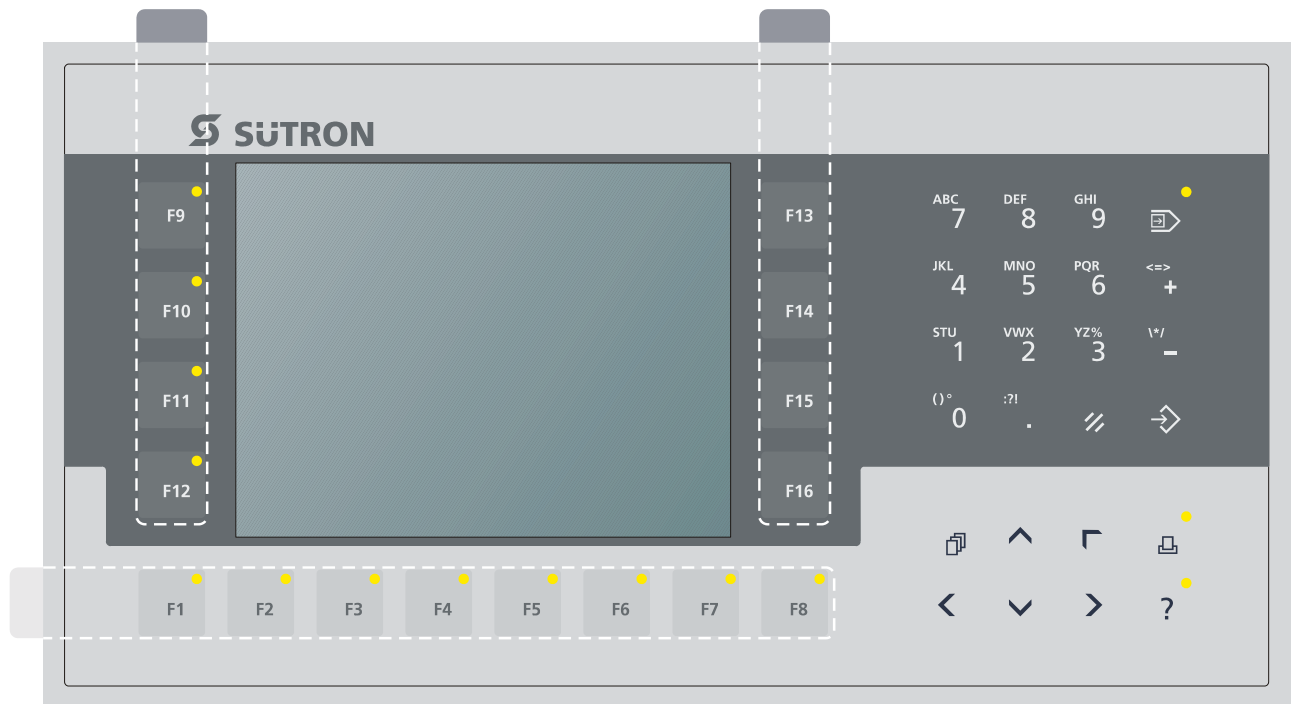 SÜTRON
F9 F13 ABC 7 DEF 8 GHI 9
F10 F14 JKL 4 MNO 5 PQR 6 <=> +
F11 F15 STU 1 VWX 2 YZ% 3 \*/ –
F12 F16 ()° 0 :?! .
F1 F2 F3 F4 F5 F6 F7 F8 ?